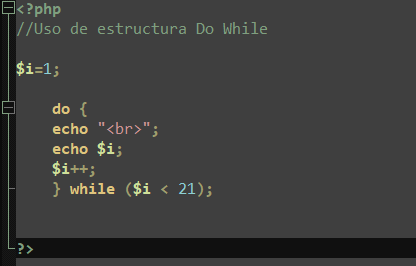 <?php
//Uso de estructura Do While
$i=1;
do {
echo "<br>";
echo $i;
$i++;
} while ($i < 21);
?>